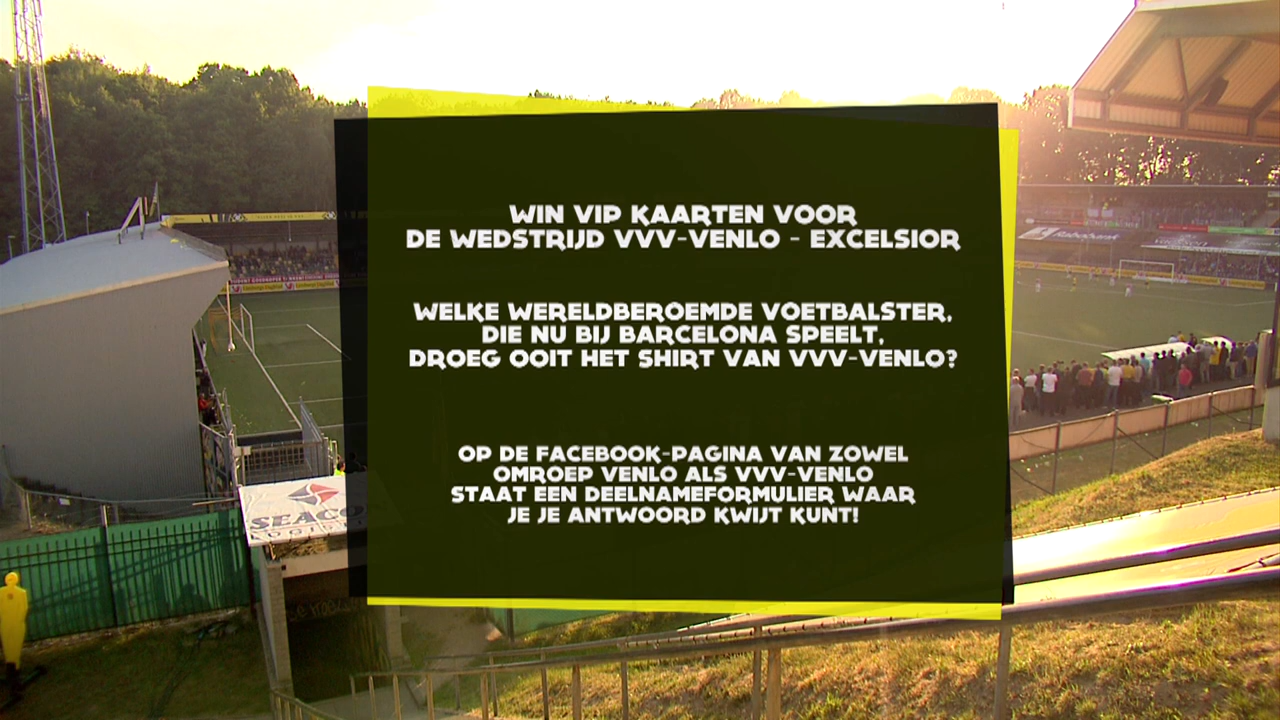 WIN VIP KAARTEN VOOR
DE WEDSTRIJD VVV-VENLO - EXCELSIOR
WELKE WERELDBEROEMDE VOETBALSTER,
DIE NU BIJ BARCELONA SPEELT,
DROEG OOIT HET SHIRT VAN VVV-VENLO?
OP DE FACEBOOK-PAGINA VAN ZOWEL
OMROEP VENLO ALS VVV-VENLO
STAAT EEN DEELNAMEFORMULIER WAAR
JE JE ANTWOORD KWIJT KUNT!
Rabobank
SEACO